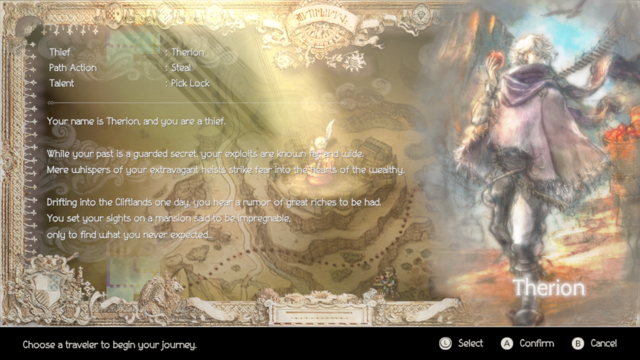 Thief : Therion
Path Action : Steal
Talent : Pick Lock
Your name is Therion, and you are a thief.
While your past is a guarded secret, your exploits are known far and wide.
Mere whispers of your extravagant heists strike fear into the hearts of the wealthy.
Drifting into the Cliftlands one day, you hear a rumor of great riches to be had.
You set your sights on a mansion said to be impregnable,
only to find what you never expected...
Therion
Choose a traveler to begin your journey.
L Select A Confirm B Cancel